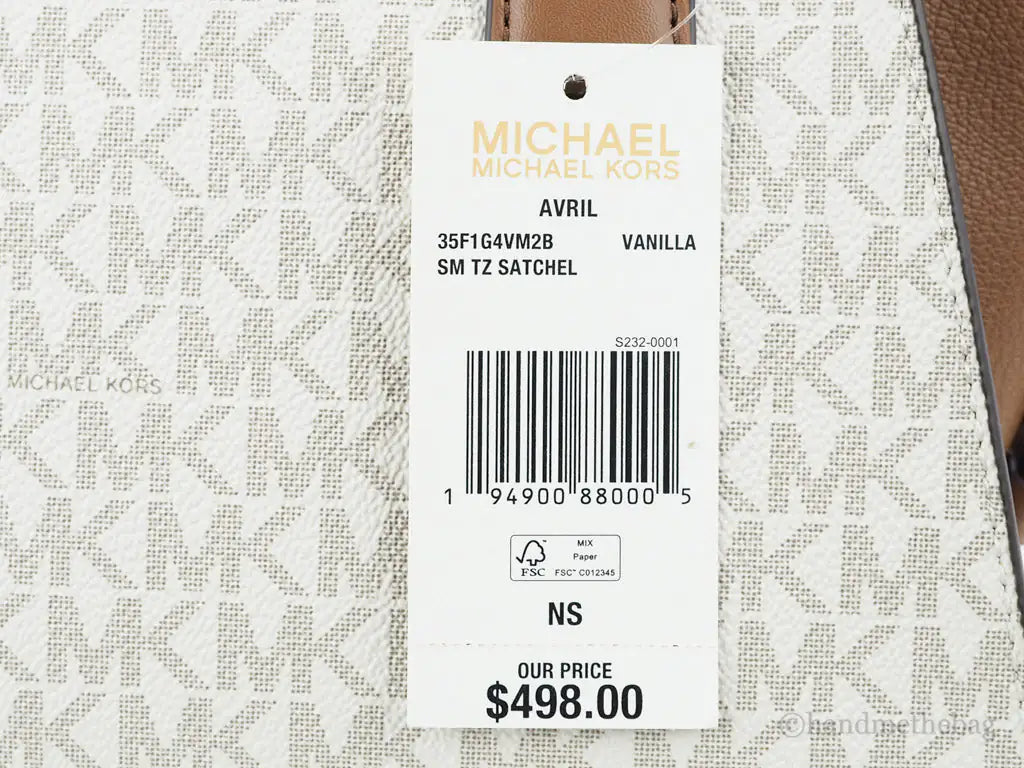 MICHAEL
MICHAEL KORS
AVRIL
35F1G4VM2B VANILLA
SM TZ SATCHEL
S232-0001
1 94900 88000 5
MIX
Paper
FSC
FSC™ C012345
NS
OUR PRICE
$498.00
MICHAEL KORS
©handmethebag